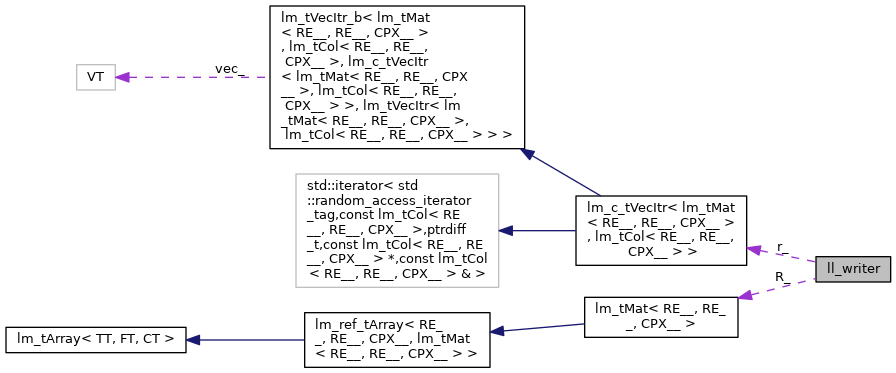 lm_tVecItr_b< lm_tMat
< RE__, RE__, CPX__ >
, lm_tCol< RE__, RE__,
CPX__ >, lm_c_tVecItr
< lm_tMat< RE__, RE__, CPX
__ >, lm_tCol< RE__, RE__,
CPX__ > >, lm_tVecItr< lm
_tMat< RE__, RE__, CPX__ >,
lm_tCol< RE__, RE__, CPX__ > > >
vec_
VT
std::iterator< std
::random_access_iterator
_tag,const lm_tCol< RE
__, RE__, CPX__ >,ptrdiff
_t,const lm_tCol< RE__, RE
__, CPX__ > *,const lm_tCol
< RE__, RE__, CPX__ > & >
lm_c_tVecItr< lm_tMat
< RE__, RE__, CPX__ >
, lm_tCol< RE__, RE__,
CPX__ > >
r_
ll_writer
R_
lm_tMat< RE__, RE_
_, CPX__ >
lm_ref_tArray< RE_
_, RE__, CPX__, lm_tMat
< RE__, RE__, CPX__ > >
lm_tArray< TT, FT, CT >